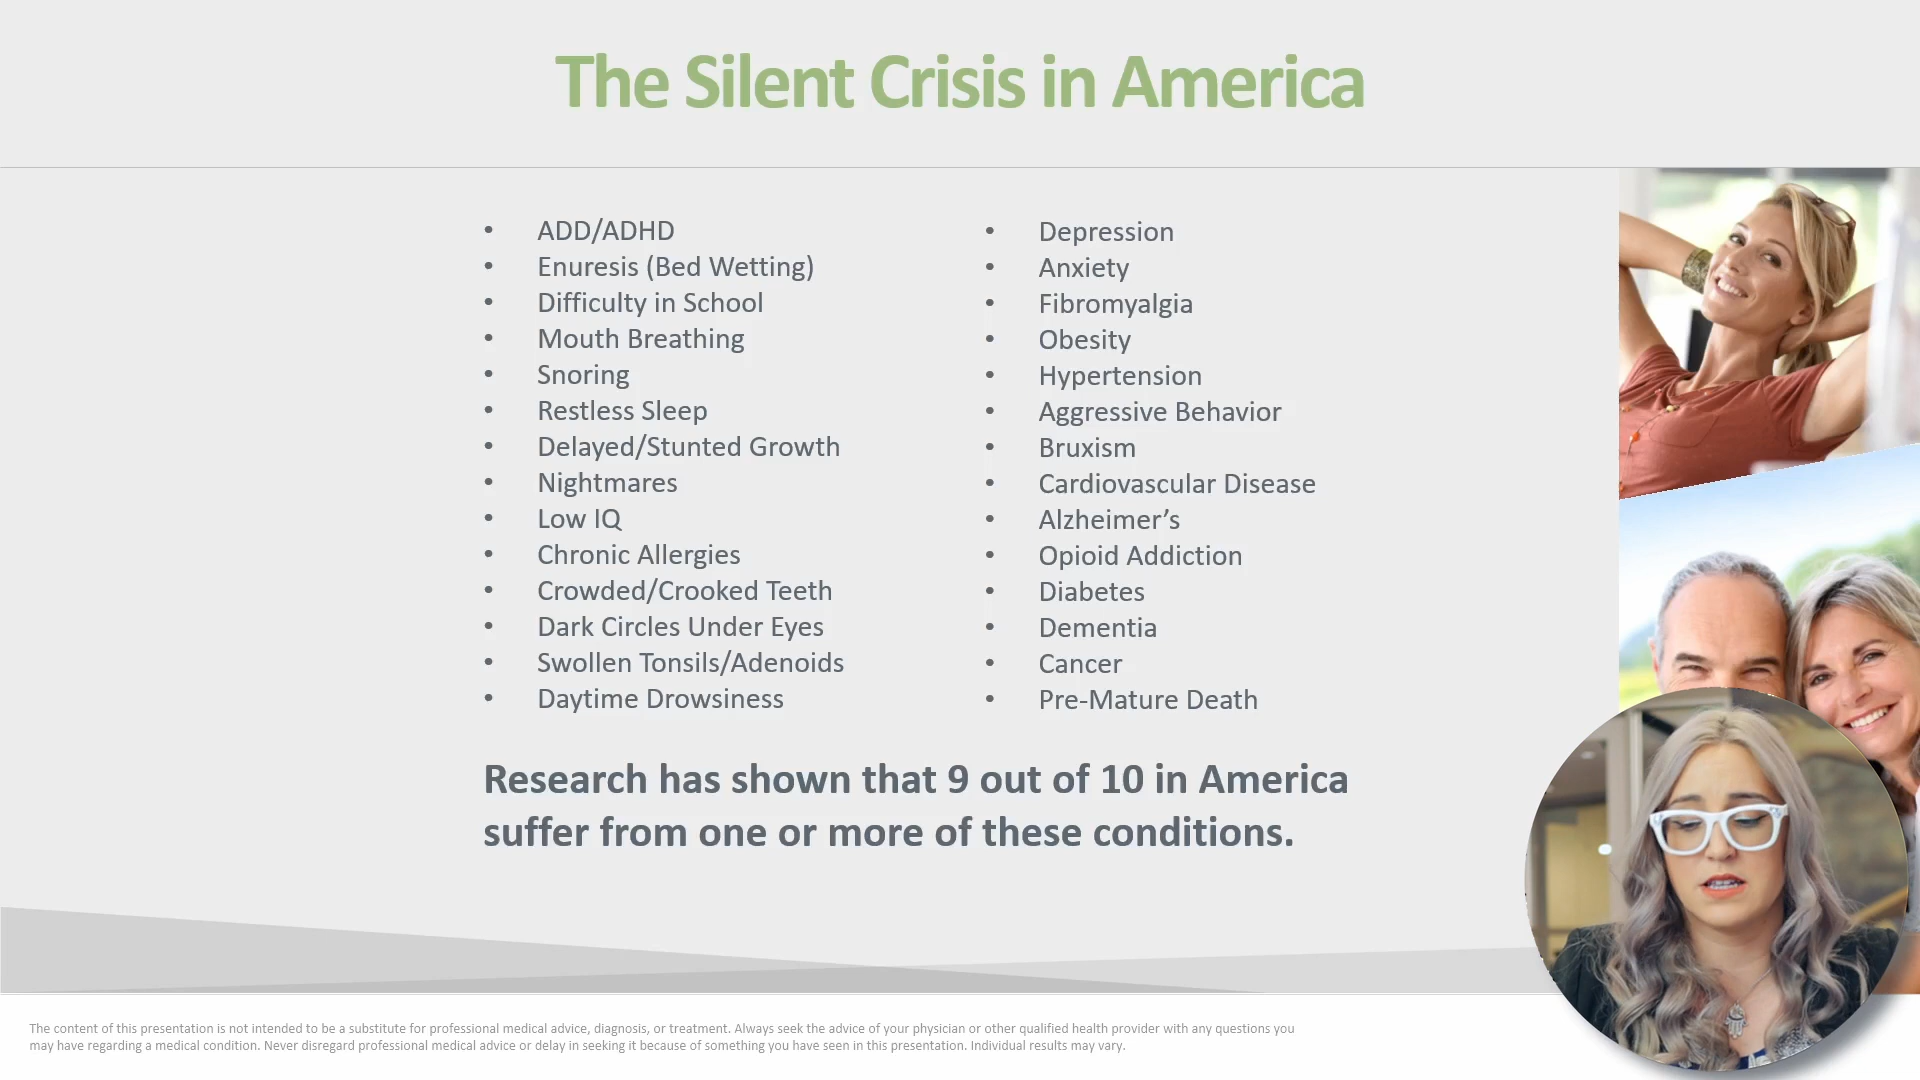 The Silent Crisis in America
• ADD/ADHD
• Enuresis (Bed Wetting)
• Difficulty in School
• Mouth Breathing
• Snoring
• Restless Sleep
• Delayed/Stunted Growth
• Nightmares
• Low IQ
• Chronic Allergies
• Crowded/Crooked Teeth
• Dark Circles Under Eyes
• Swollen Tonsils/Adenoids
• Daytime Drowsiness
• Depression
• Anxiety
• Fibromyalgia
• Obesity
• Hypertension
• Aggressive Behavior
• Bruxism
• Cardiovascular Disease
• Alzheimer’s
• Opioid Addiction
• Diabetes
• Dementia
• Cancer
• Pre-Mature Death
Research has shown that 9 out of 10 in America
suffer from one or more of these conditions.
The content of this presentation is not intended to be a substitute for professional medical advice, diagnosis, or treatment. Always seek the advice of your physician or other qualified health provider with any questions you
may have regarding a medical condition. Never disregard professional medical advice or delay in seeking it because of something you have seen in this presentation. Individual results may vary.